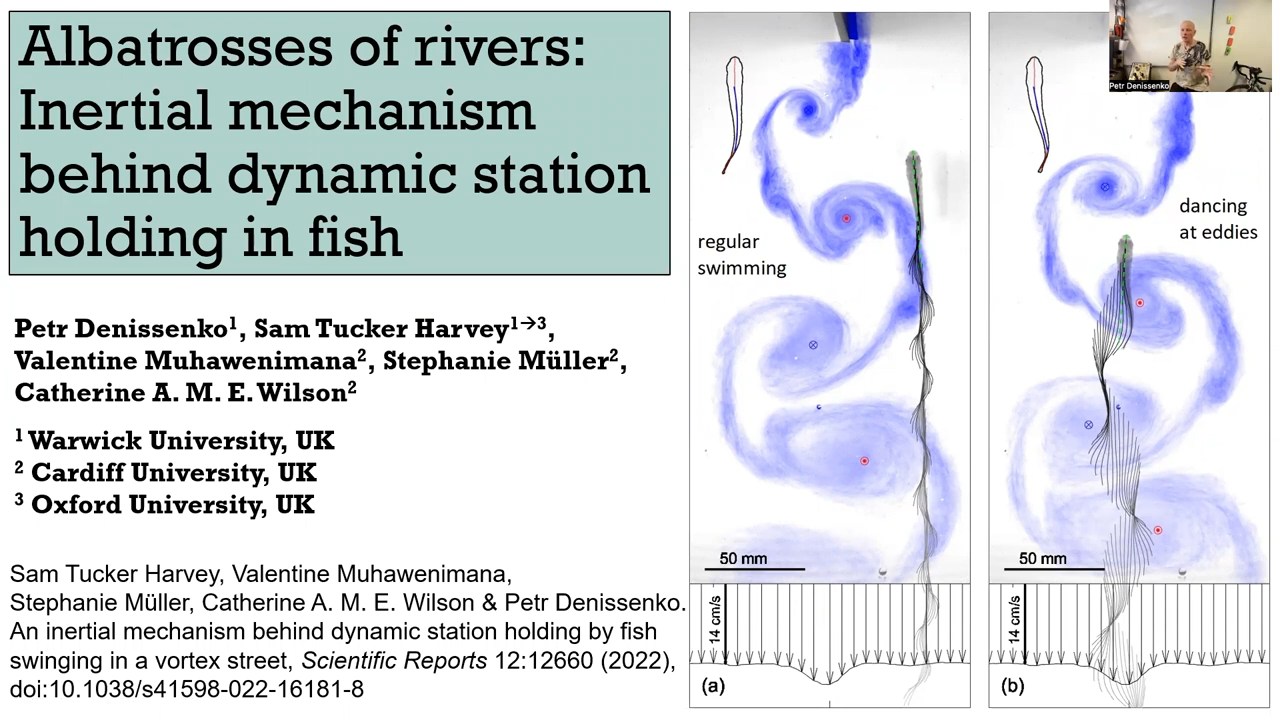 Albatrosses of rivers:
Inertial mechanism
behind dynamic station
holding in fish
Petr Denissenko¹, Sam Tucker Harvey¹→³,
Valentine Muhawenimana², Stephanie Müller²,
Catherine A. M. E. Wilson²
¹ Warwick University, UK
² Cardiff University, UK
³ Oxford University, UK
Sam Tucker Harvey, Valentine Muhawenimana,
Stephanie Müller, Catherine A. M. E. Wilson & Petr Denissenko.
An inertial mechanism behind dynamic station holding by fish
swinging in a vortex street, Scientific Reports 12:12660 (2022),
doi:10.1038/s41598-022-16181-8
regular
swimming
50 mm
14 cm/s
(a)
Petr Denissenko
dancing
at eddies
50 mm
14 cm/s
(b)